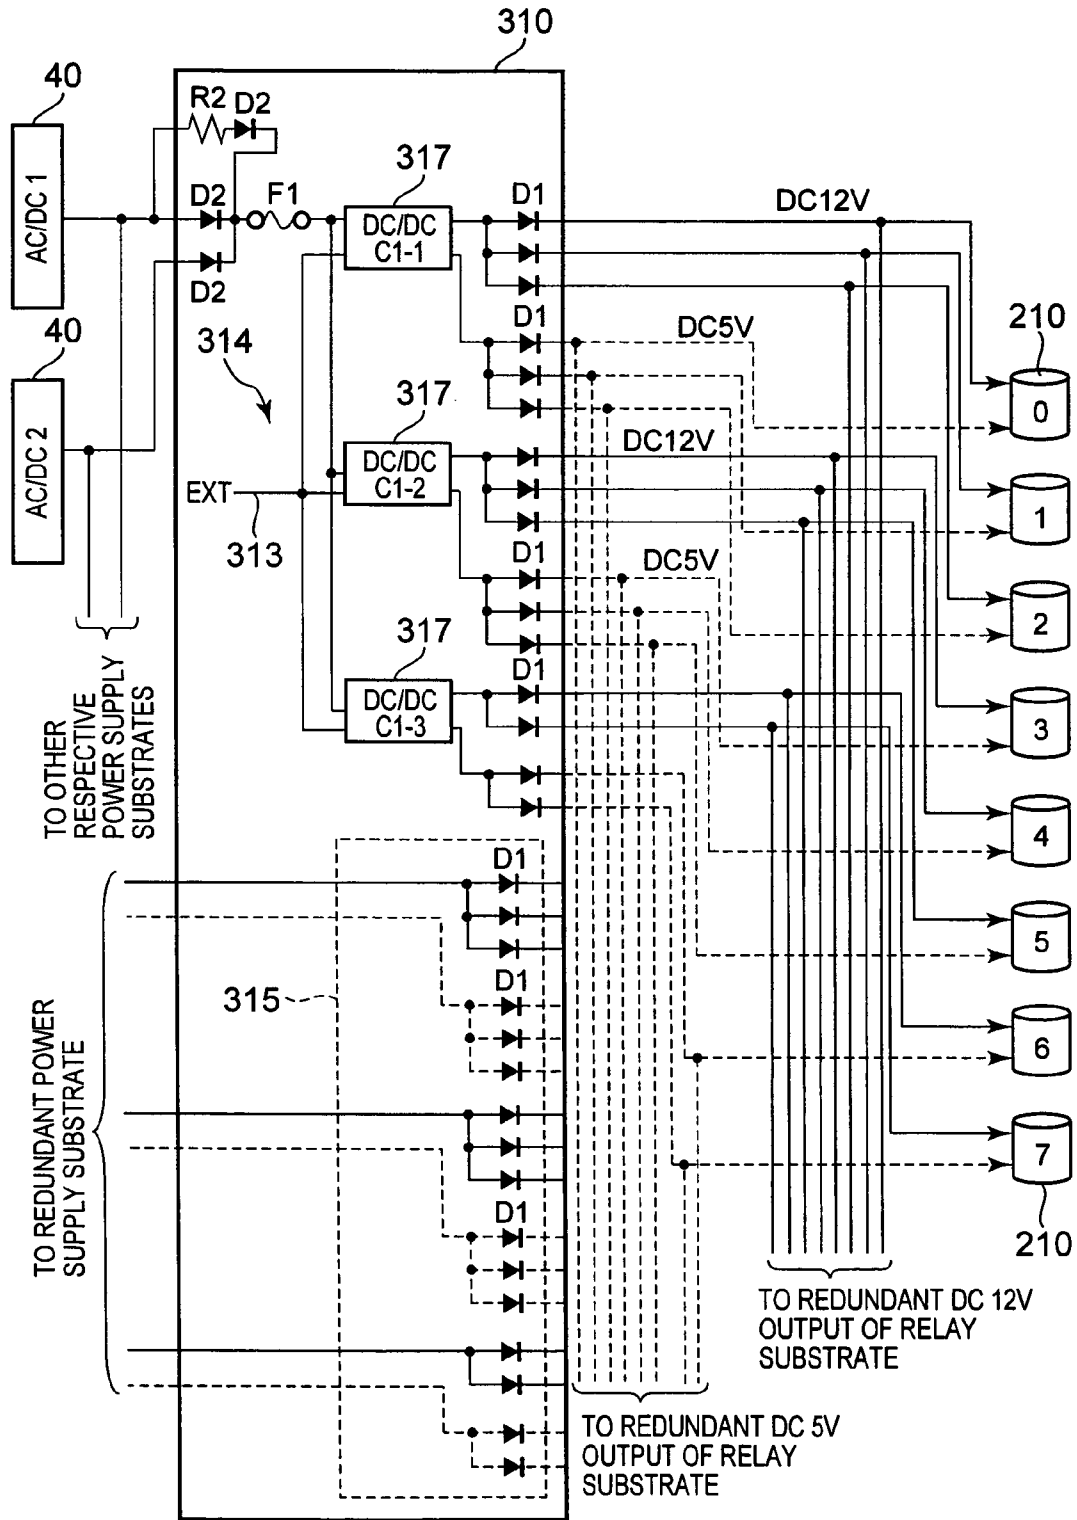 310
40
R2
D2
AC/DC 1
D2
F1
317
DC/DC
C1-1
D1
DC12V
D2
40
314
D1
DC5V
210
0
AC/DC 2
317
DC/DC
C1-2
DC12V
EXT
313
1
D1
DC5V
2
317
DC/DC
C1-3
D1
3
TO OTHER
RESPECTIVE
POWER SUPPLY
SUBSTRATES
4
D1
5
315
D1
6
TO REDUNDANT POWER
SUPPLY SUBSTRATE
7
D1
210
TO REDUNDANT DC 12V
OUTPUT OF RELAY
SUBSTRATE
TO REDUNDANT DC 5V
OUTPUT OF RELAY
SUBSTRATE